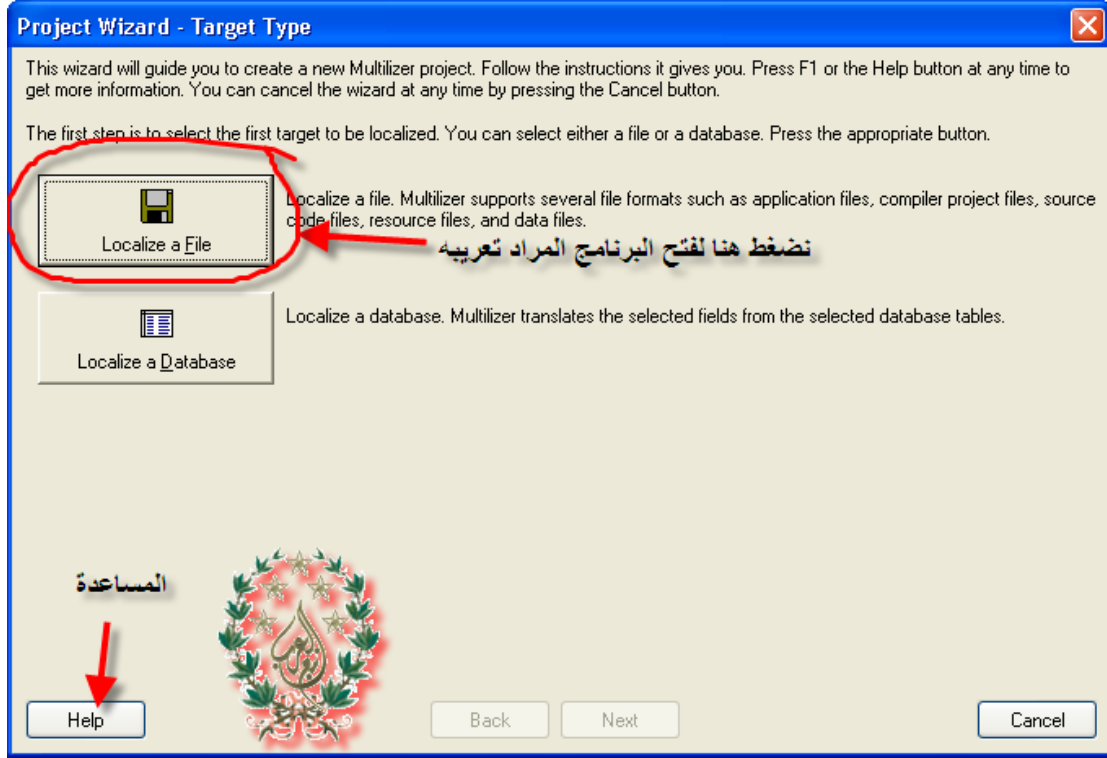 Project Wizard - Target Type
This wizard will guide you to create a new Multilizer project. Follow the instructions it gives you. Press F1 or the Help button at any time to
get more information. You can cancel the wizard at any time by pressing the Cancel button.
The first step is to select the first target to be localized. You can select either a file or a database. Press the appropriate button.
Localize a File
Localize a file. Multilizer supports several file formats such as application files, compiler project files, source
code files, resource files, and data files.
نضغط هنا لفتح البرنامج المراد تعريبه
Localize a Database
Localize a database. Multilizer translates the selected fields from the selected database tables.
المساعدة
Help
Back
Next
Cancel